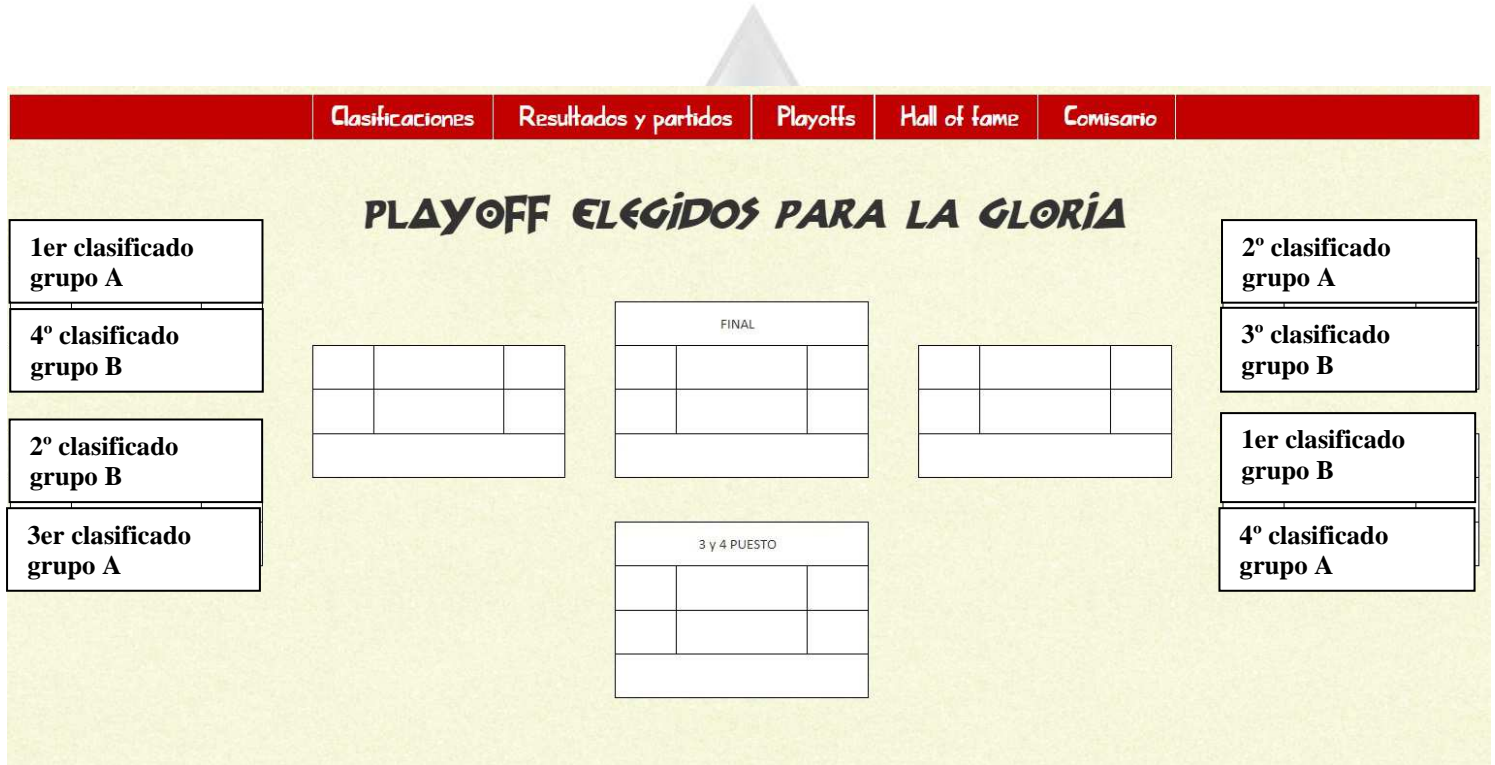 Clasificaciones Resultados y partidos Playoffs Hall of fame Comisario
PLAYOFF ELEGIDOS PARA LA GLORIA
1er clasificado
grupo A
4º clasificado
grupo B
2º clasificado
grupo B
3er clasificado
grupo A
FINAL
3 y 4 PUESTO
2º clasificado
grupo A
3º clasificado
grupo B
1er clasificado
grupo B
4º clasificado
grupo A